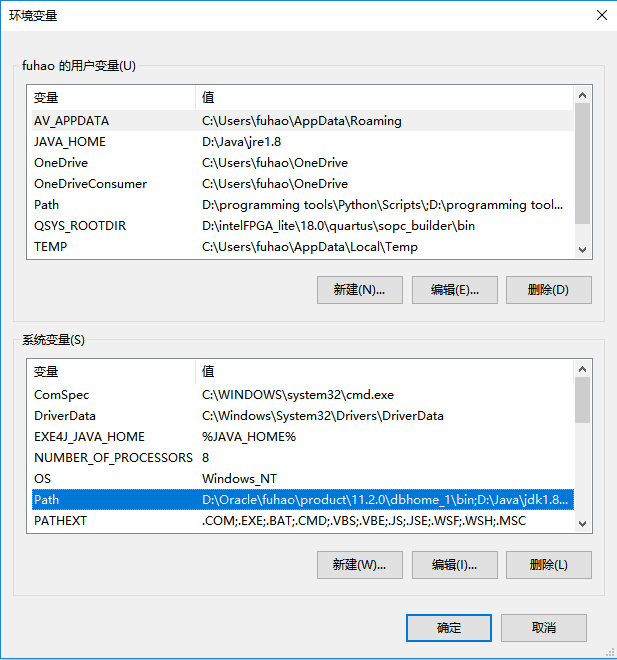 环境变量
fuhao 的用户变量(U)
变量 值
AV_APPDATA C:\Users\fuhao\AppData\Roaming
JAVA_HOME D:\Java\jre1.8
OneDrive C:\Users\fuhao\OneDrive
OneDriveConsumer C:\Users\fuhao\OneDrive
Path D:\programming tools\Python\Scripts\;D:\programming tool...
QSYS_ROOTDIR D:\intelFPGA_lite\18.0\quartus\sopc_builder\bin
TEMP C:\Users\fuhao\AppData\Local\Temp
新建(N)... 编辑(E)... 删除(D)
系统变量(S)
变量 值
ComSpec C:\WINDOWS\system32\cmd.exe
DriverData C:\Windows\System32\Drivers\DriverData
EXE4J_JAVA_HOME %JAVA_HOME%
NUMBER_OF_PROCESSORS 8
OS Windows_NT
Path D:\Oracle\fuhao\product\11.2.0\dbhome_1\bin;D:\Java\jdk1.8...
PATHEXT .COM;.EXE;.BAT;.CMD;.VBS;.VBE;.JS;.JSE;.WSF;.WSH;.MSC
新建(W)... 编辑(I)... 删除(L)
确定 取消